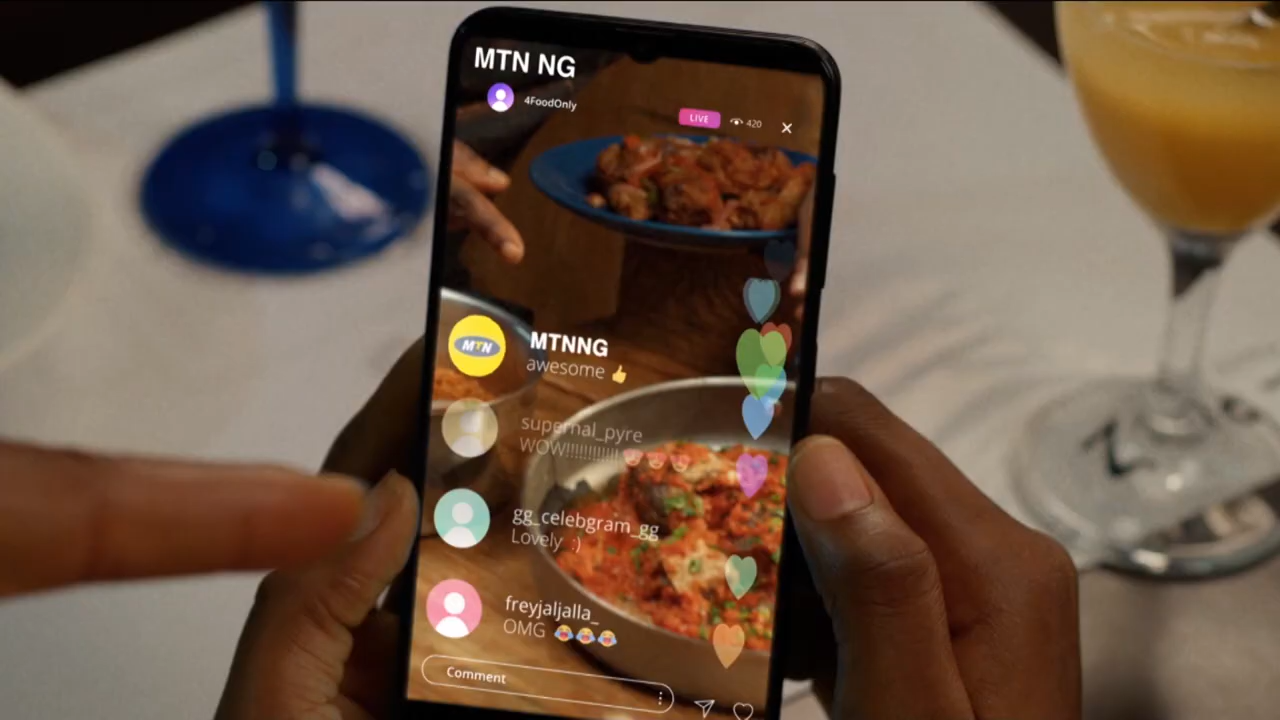 MTN NG
4FoodOnly
LIVE 420
MTN
MTNNG
awesome 👍
supernal_pyre
WOW!!!!!!!!!!!!
gg_celebgram_gg
Lovely :)
freyjaljalla_
OMG 😂😂😂
Comment